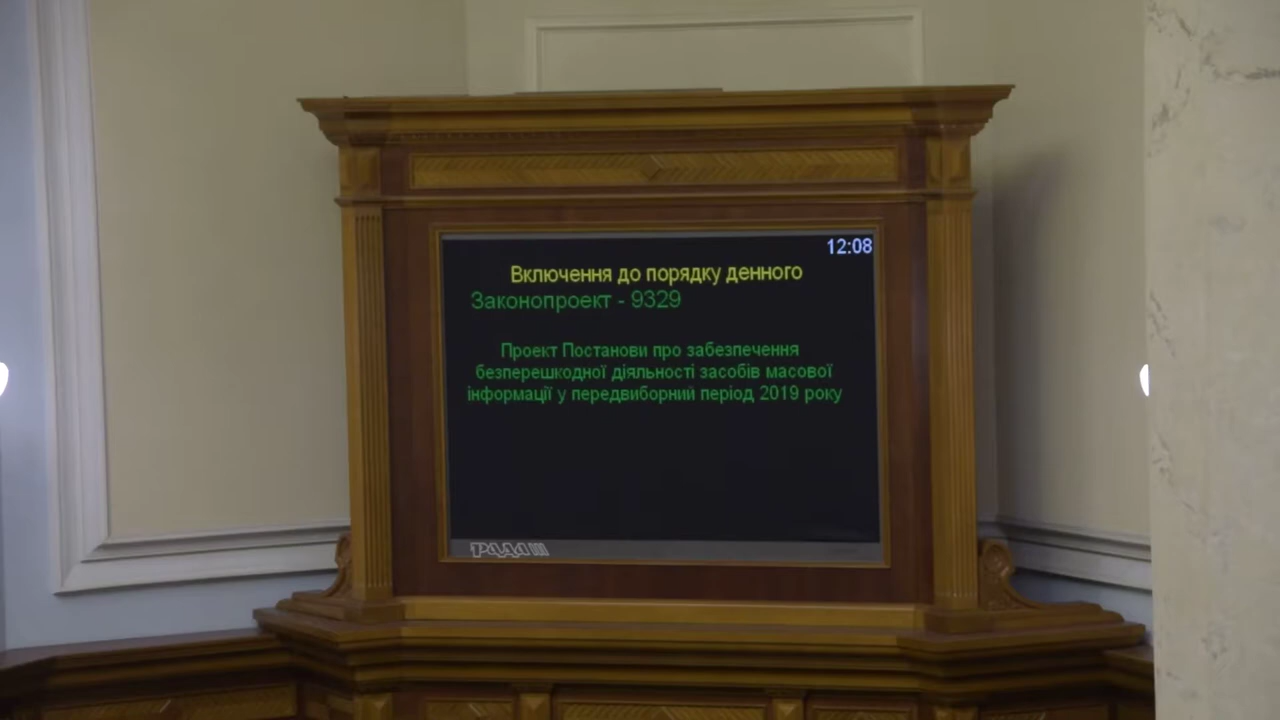 12:08
Включення до порядку денного
Законопроект - 9329
Проект Постанови про забезпечення
безперешкодної діяльності засобів масової
інформації у передвиборний період 2019 року
РАДА